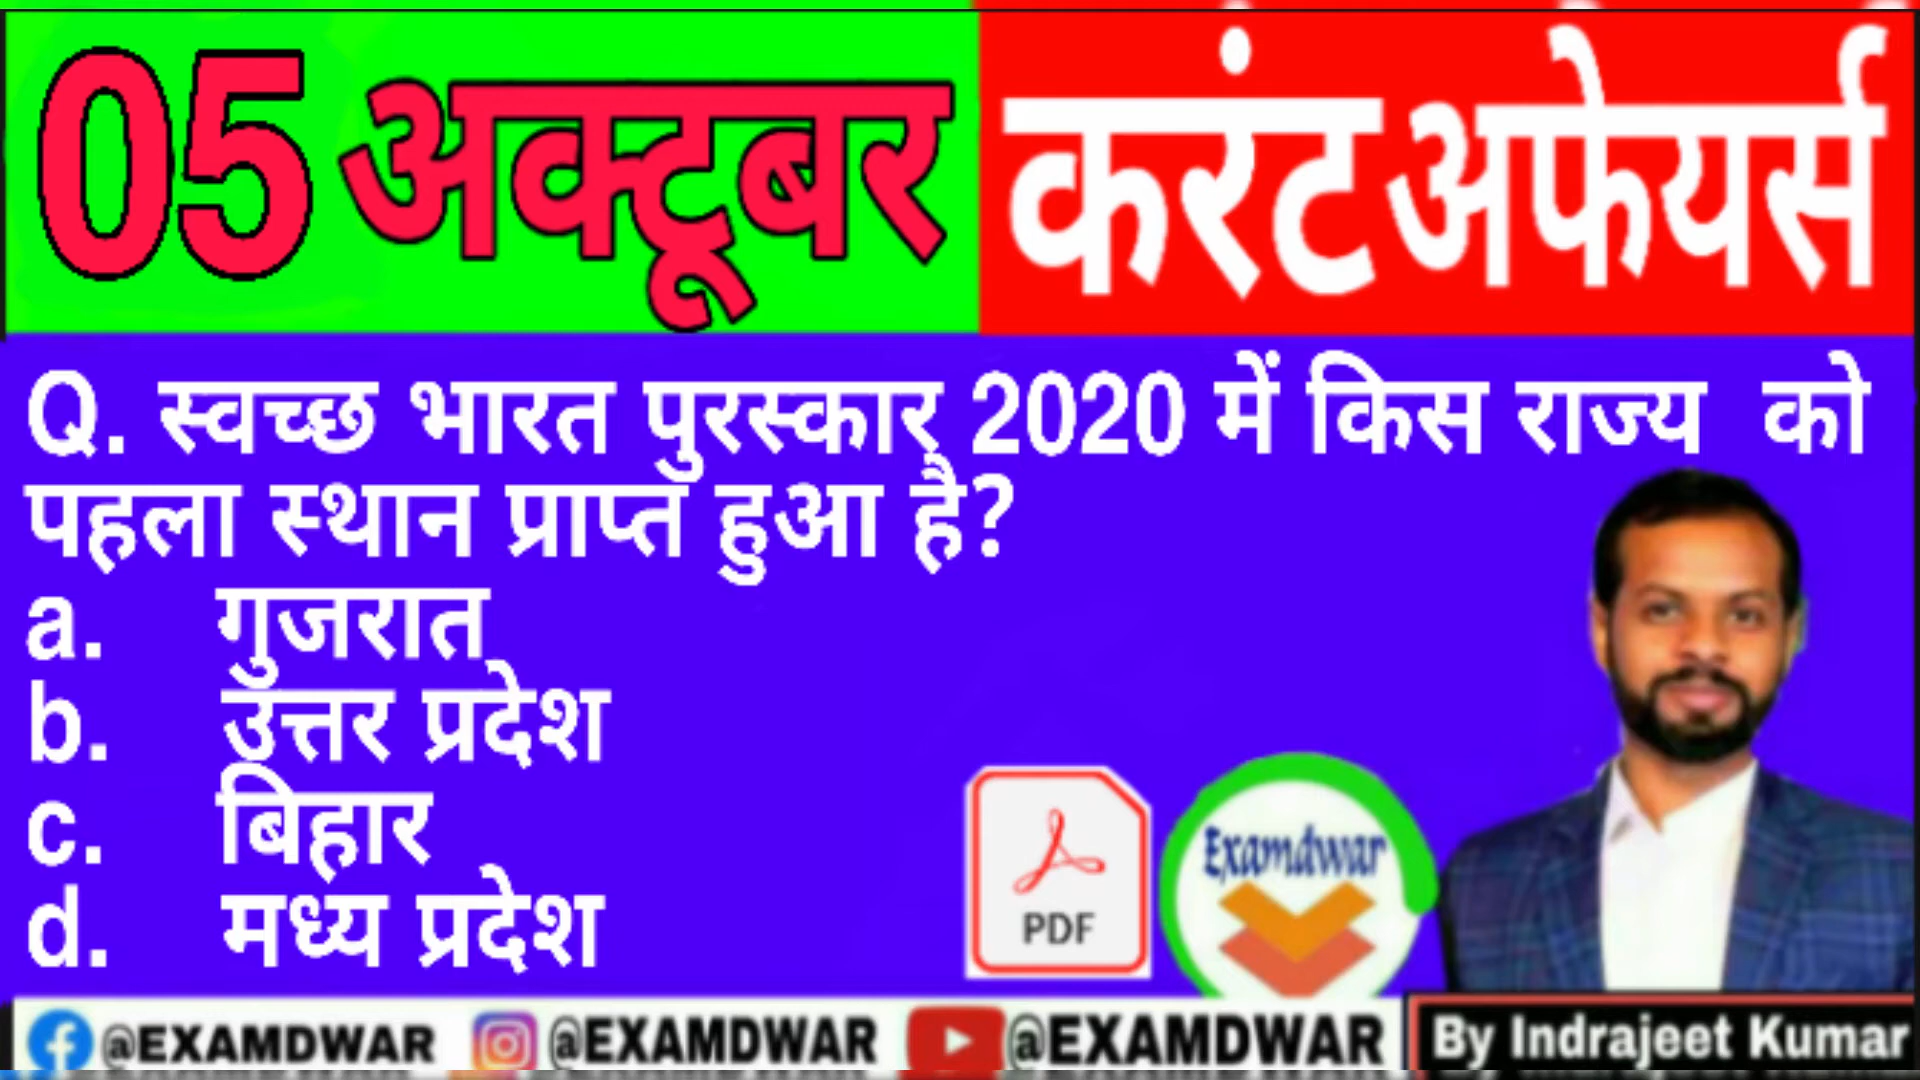 05 अक्टूबर करंट अफेयर्स
Q. स्वच्छ भारत पुरस्कार 2020 में किस राज्य को
पहला स्थान प्राप्त हुआ है?
a. गुजरात
b. उत्तर प्रदेश
c. बिहार
d. मध्य प्रदेश
PDF
Examdwar
@EXAMDWAR @EXAMDWAR @EXAMDWAR By Indrajeet Kumar